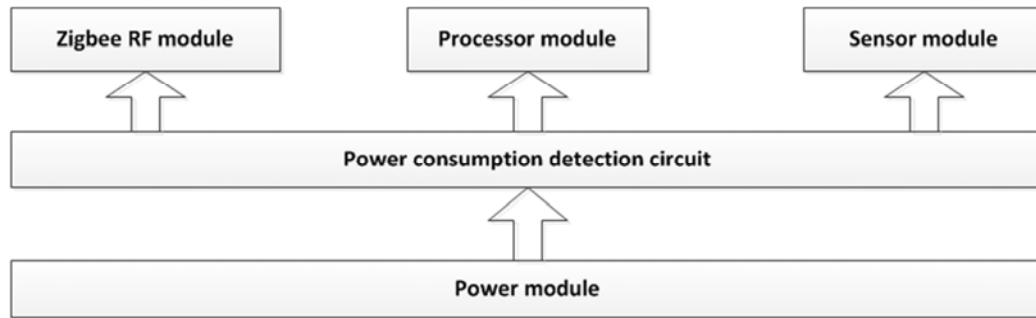 Zigbee RF module
Processor module
Sensor module
Power consumption detection circuit
Power module